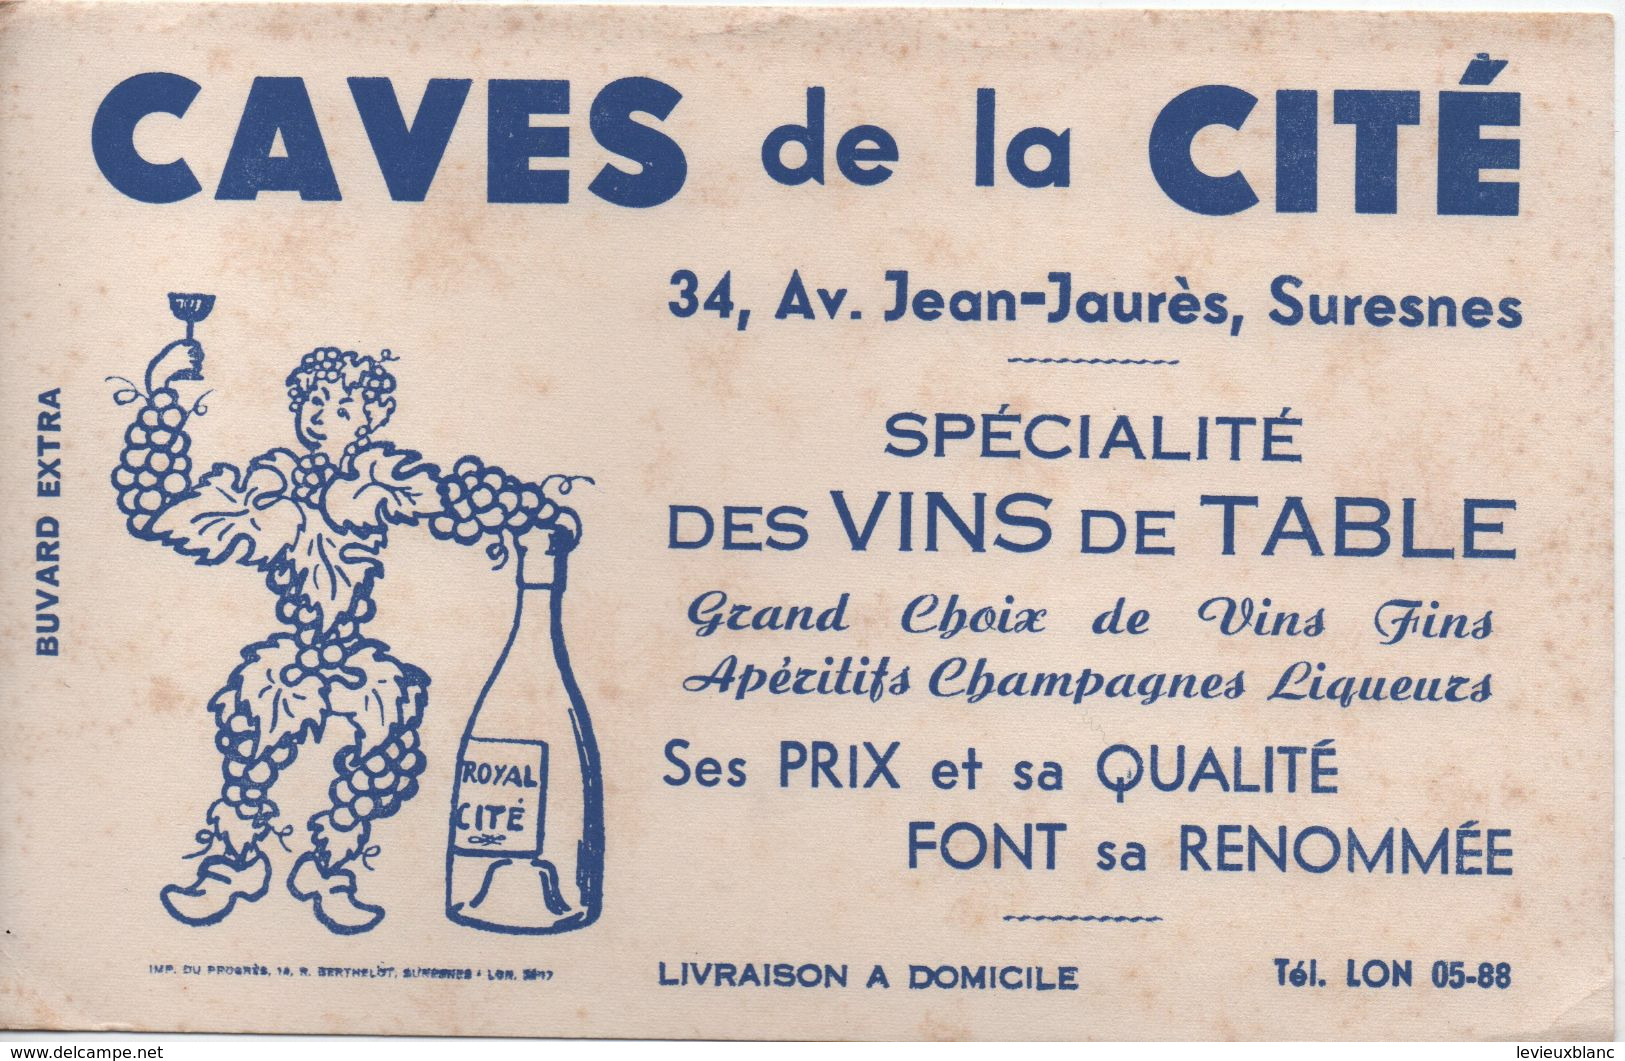 CAVES de la CITÉ
34, Av. Jean-Jaurès, Suresnes
BUVARD EXTRA
SPÉCIALITÉ
DES VINS DE TABLE
Grand Choix de Vins Fins
Apéritifs Champagnes Liqueurs
Ses PRIX et sa QUALITÉ
FONT sa RENOMMÉE
ROYAL
CITÉ
IMP. DU PROGRÈS, R. BERTHELOT, SURESNES - LON.
LIVRAISON A DOMICILE
Tél. LON 05-88
www.delcampe.net
levieuxblanc